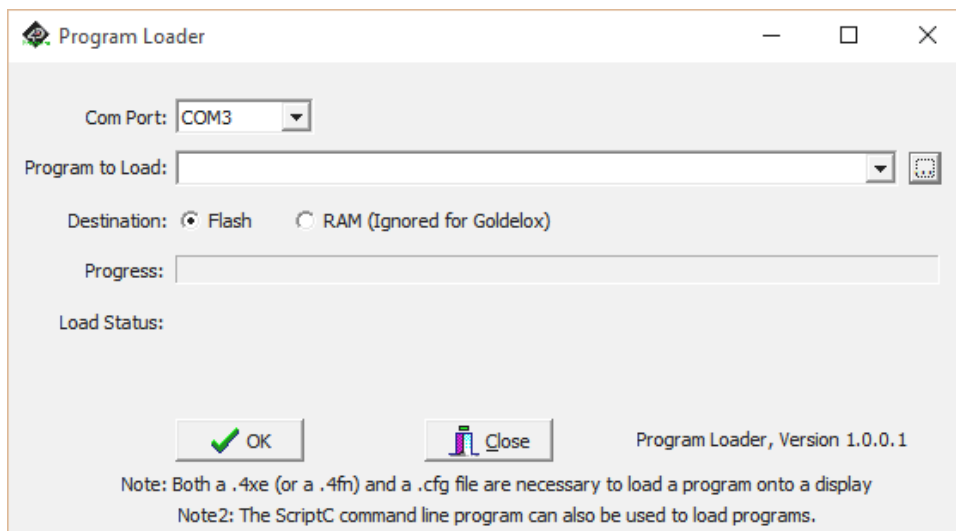 Program Loader
Com Port: COM3
Program to Load:
Destination: Flash RAM (Ignored for Goldelox)
Progress:
Load Status:
OK Close Program Loader, Version 1.0.0.1
Note: Both a .4xe (or a .4fn) and a .cfg file are necessary to load a program onto a display
Note2: The ScriptC command line program can also be used to load programs.